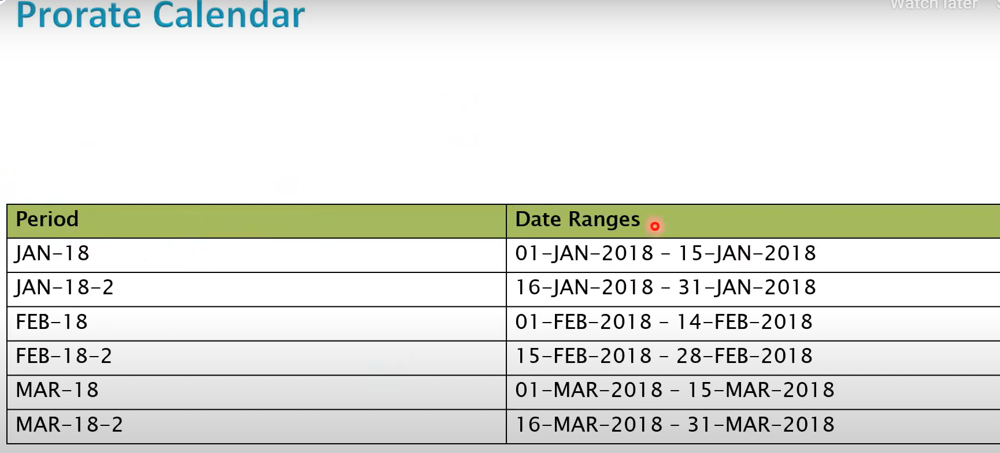 Watch later
Prorate Calendar
Period Date Ranges
JAN-18 01-JAN-2018 - 15-JAN-2018
JAN-18-2 16-JAN-2018 - 31-JAN-2018
FEB-18 01-FEB-2018 - 14-FEB-2018
FEB-18-2 15-FEB-2018 - 28-FEB-2018
MAR-18 01-MAR-2018 - 15-MAR-2018
MAR-18-2 16-MAR-2018 - 31-MAR-2018